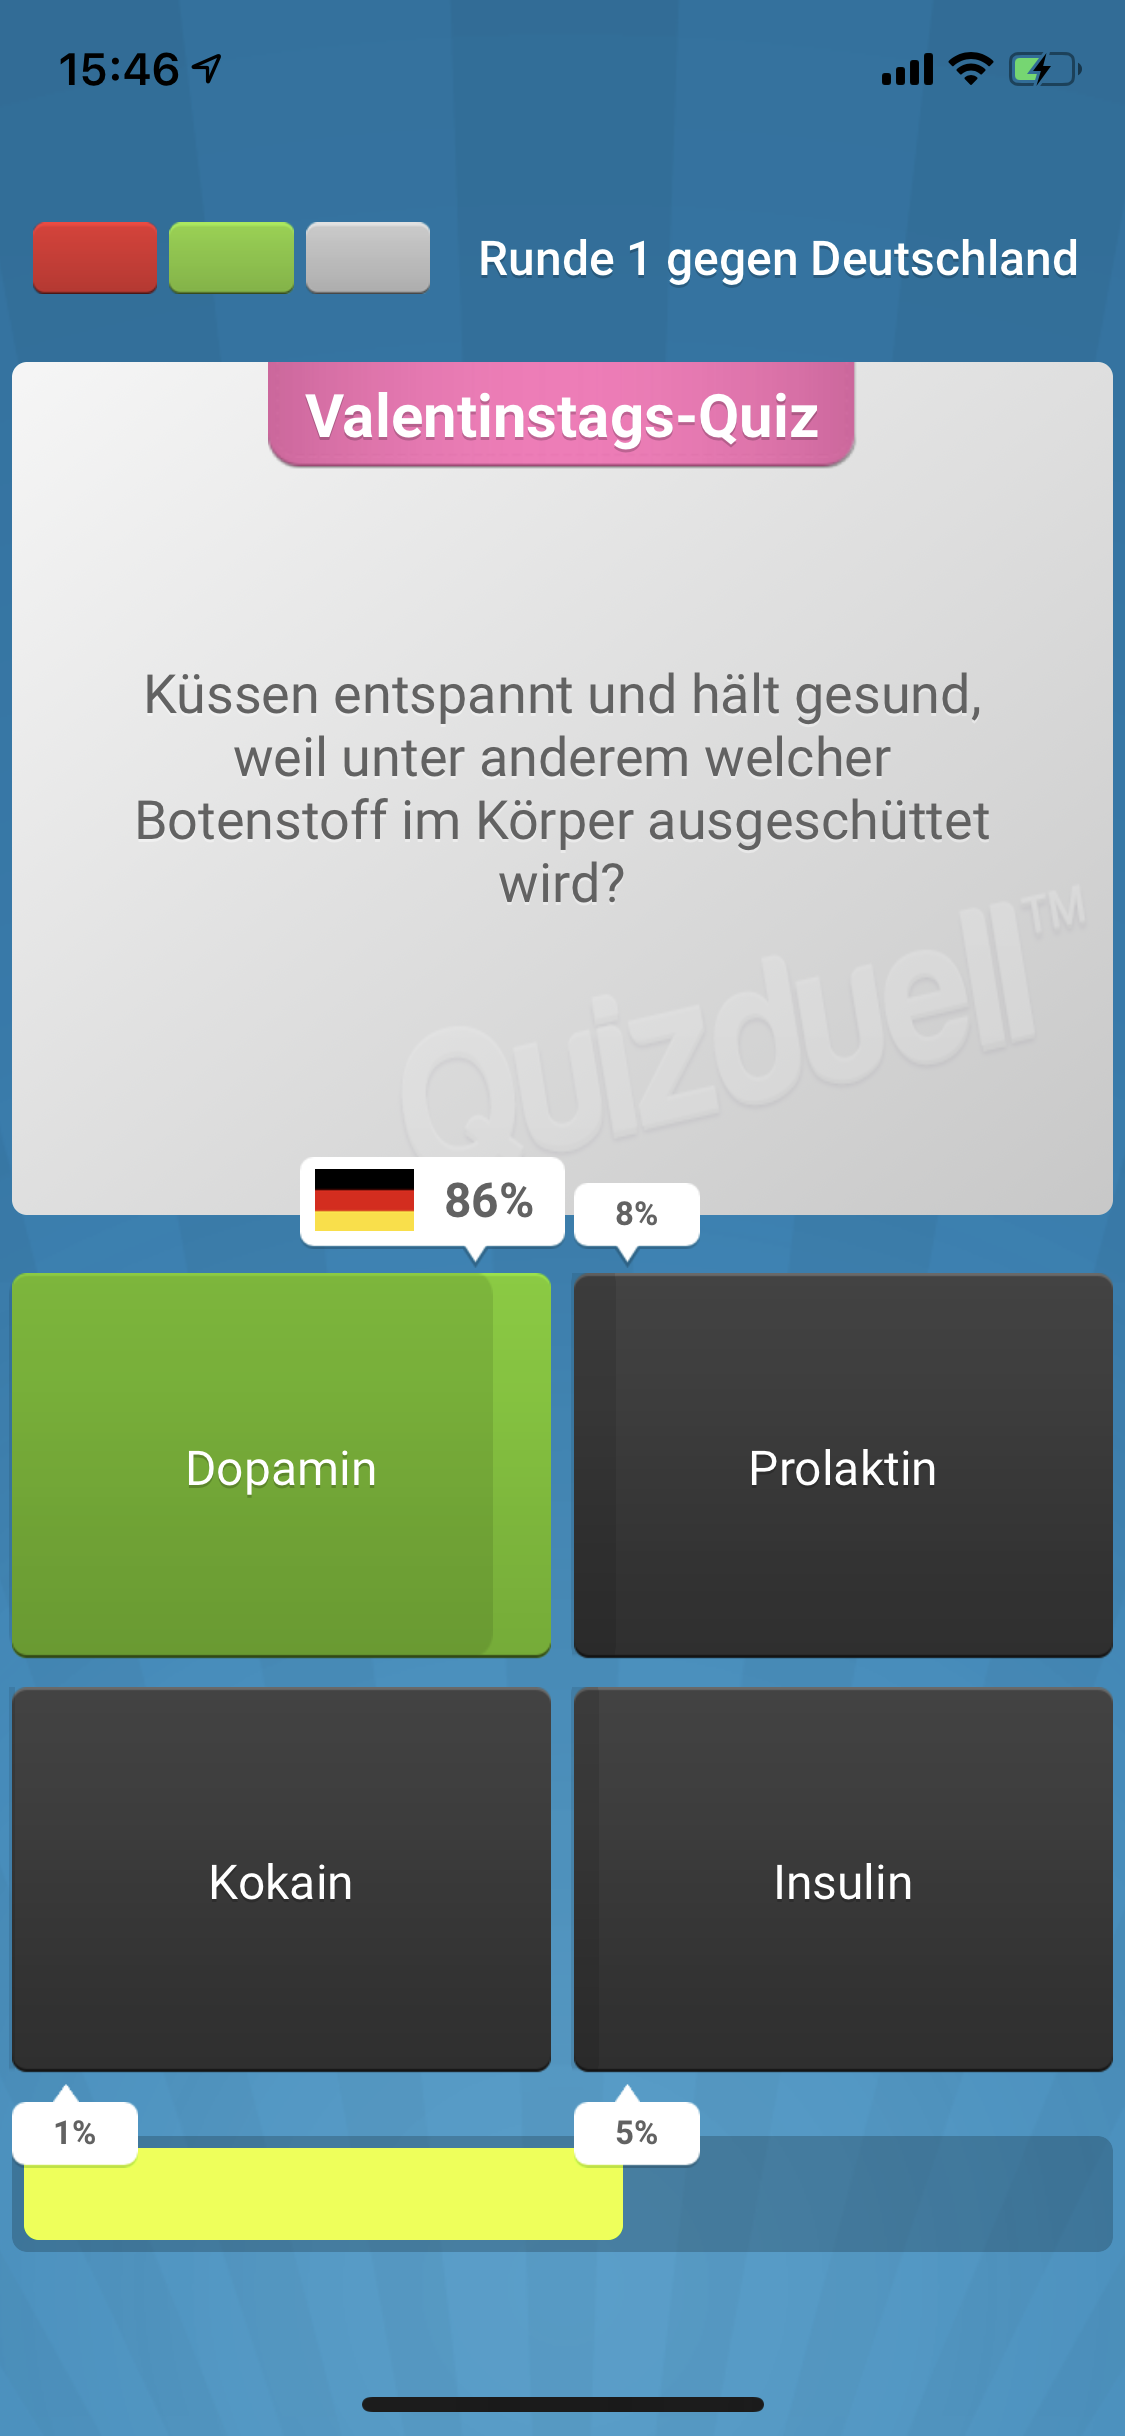 15:46
Runde 1 gegen Deutschland
Valentinstags-Quiz
Küssen entspannt und hält gesund,
weil unter anderem welcher
Botenstoff im Körper ausgeschüttet
wird?
Quizduell™
86%
8%
Dopamin
Prolaktin
Kokain
Insulin
1%
5%